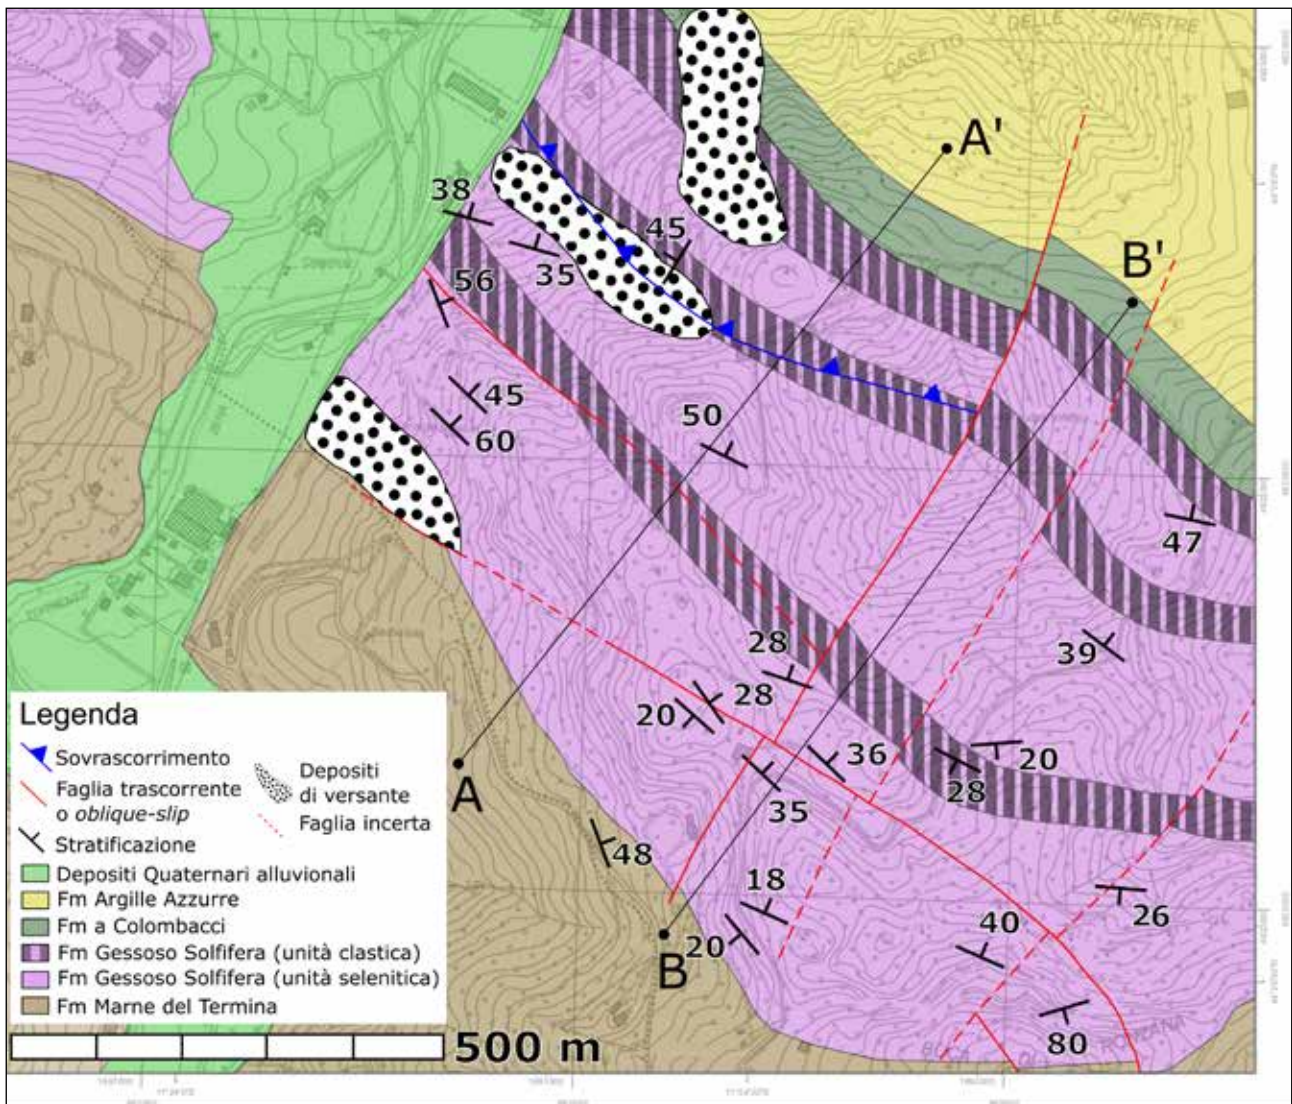 DELLE GINESTRE
CASETTO
A'
38
45
B'
35
56
45
50
60
47
28
39
28
20
36
20
28
35
A
48
18
26
40
20
B
80
ROMANA
Legenda
Sovrascorrimento
Faglia trascorrente
o oblique-slip
Depositi
di versante
Faglia incerta
Stratificazione
Depositi Quaternari alluvionali
Fm Argille Azzurre
Fm a Colombacci
Fm Gessoso Solfifera (unità clastica)
Fm Gessoso Solfifera (unità selenitica)
Fm Marne del Termina
500 m